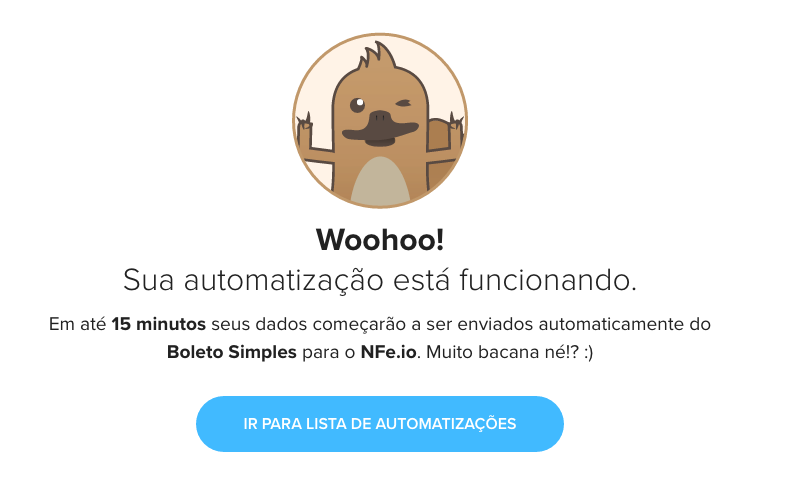 Woohoo!
Sua automatização está funcionando.
Em até 15 minutos seus dados começarão a ser enviados automaticamente do
Boleto Simples para o NFe.io. Muito bacana né!? :)
IR PARA LISTA DE AUTOMATIZAÇÕES